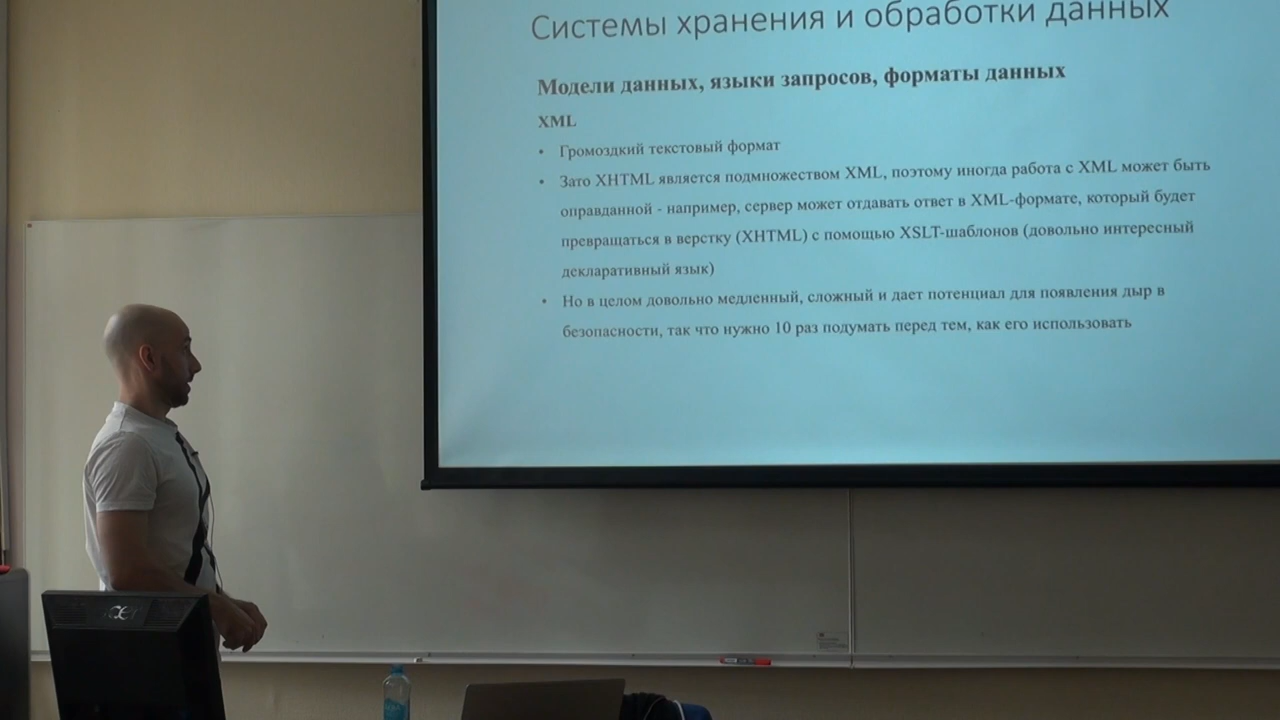 Системы хранения и обработки данных
Модели данных, языки запросов, форматы данных
XML
• Громоздкий текстовый формат
• Зато XHTML является подмножеством XML, поэтому иногда работа с XML может быть
оправданной - например, сервер может отдавать ответ в XML-формате, который будет
превращаться в верстку (XHTML) с помощью XSLT-шаблонов (довольно интересный
декларативный язык)
• Но в целом довольно медленный, сложный и дает потенциал для появления дыр в
безопасности, так что нужно 10 раз подумать перед тем, как его использовать
acer